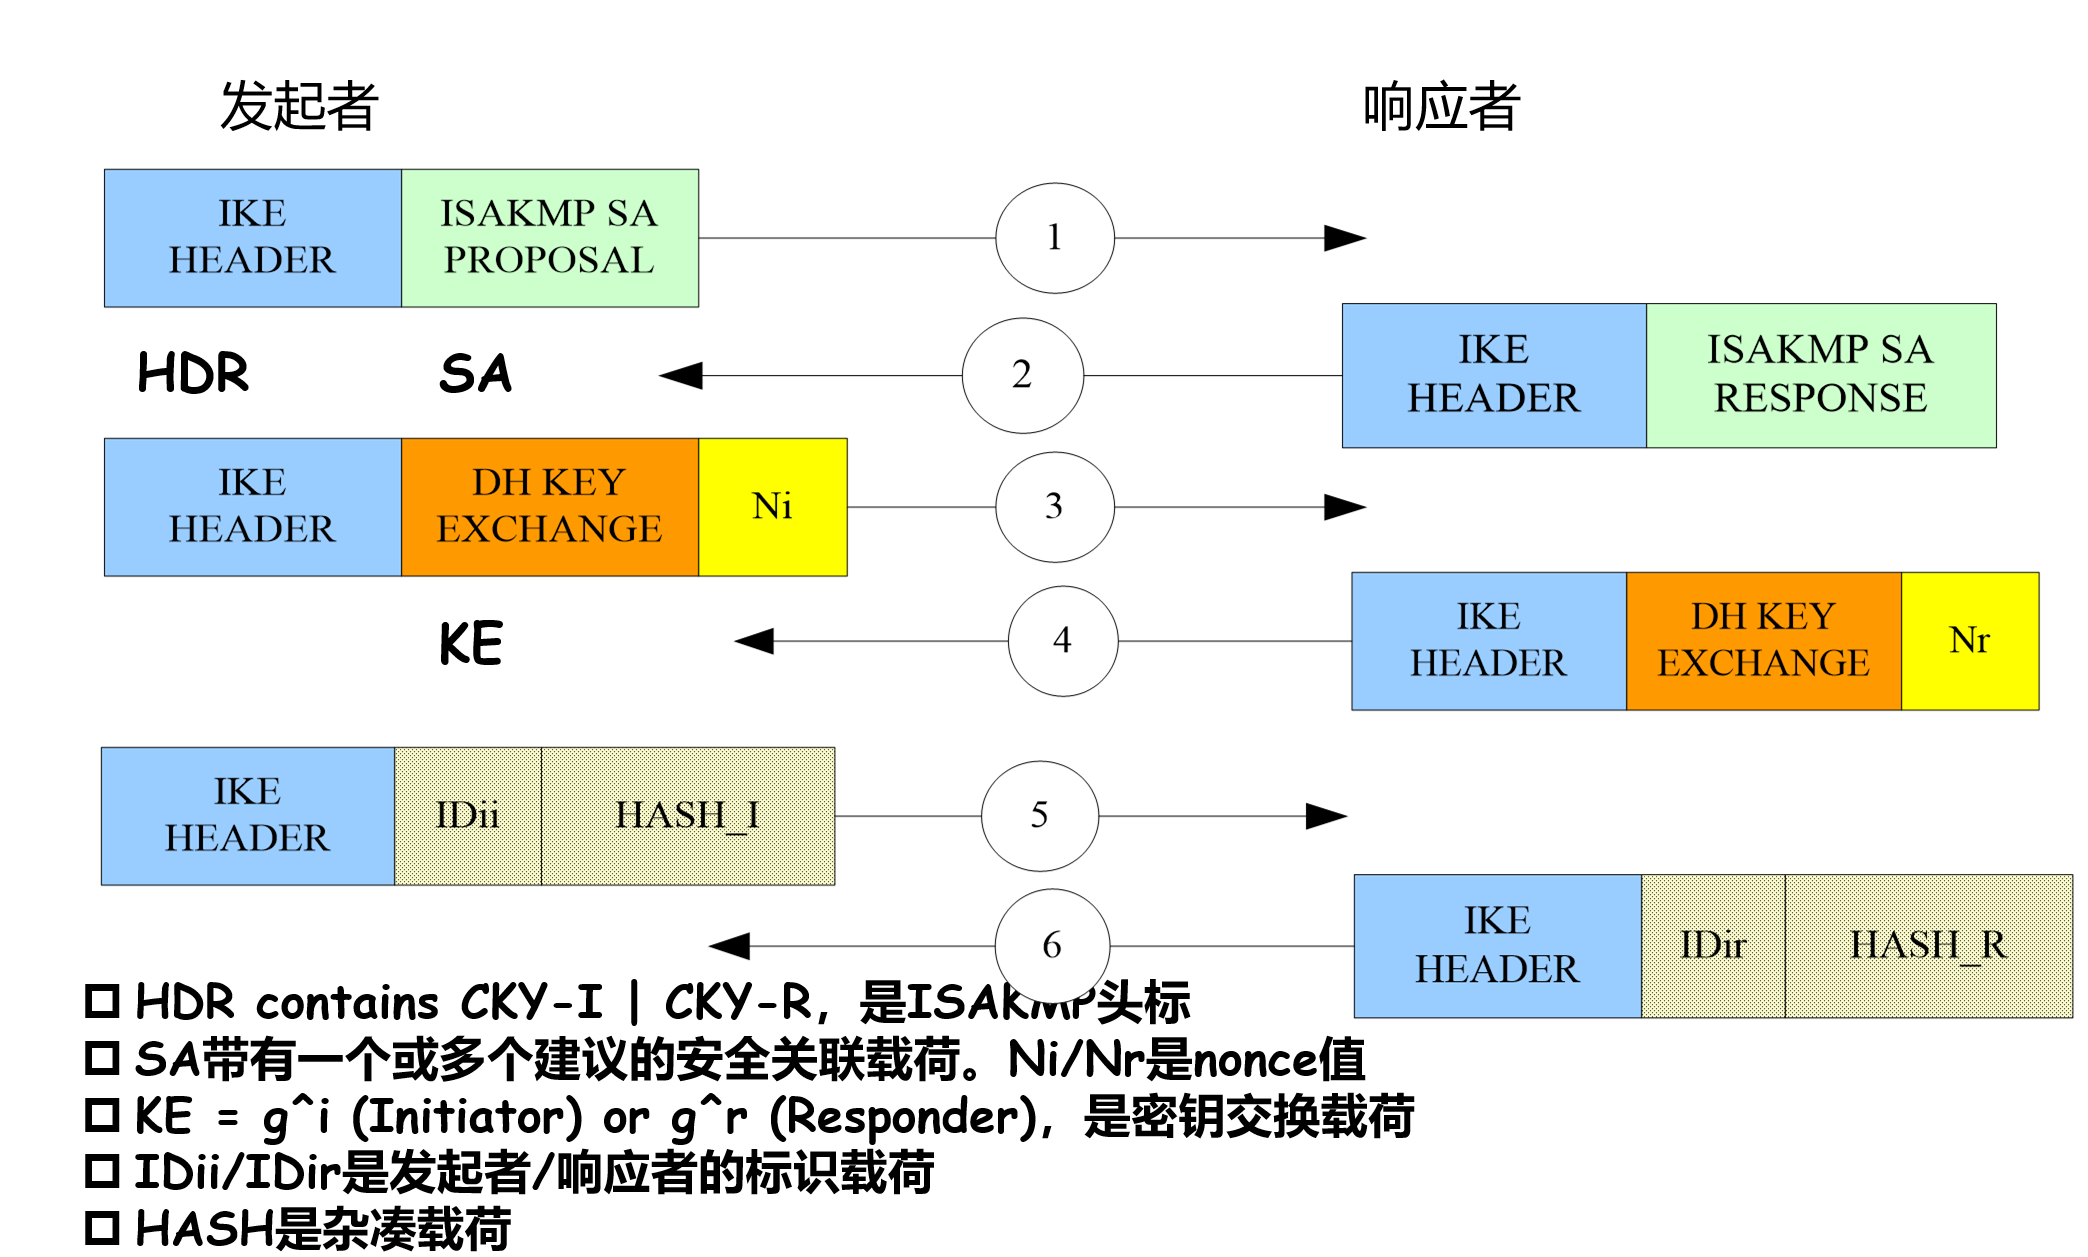 发起者
响应者
IKE
HEADER
ISAKMP SA
PROPOSAL
1
HDR
SA
2
IKE
HEADER
ISAKMP SA
RESPONSE
IKE
HEADER
DH KEY
EXCHANGE
Ni
3
KE
4
IKE
HEADER
DH KEY
EXCHANGE
Nr
IKE
HEADER
IDii
HASH_I
5
6
IKE
HEADER
IDir
HASH_R
HDR contains CKY-I | CKY-R，是ISAKMP头标
SA带有一个或多个建议的安全关联载荷。Ni/Nr是nonce值
KE = g^i (Initiator) or g^r (Responder)，是密钥交换载荷
IDii/IDir是发起者/响应者的标识载荷
HASH是杂凑载荷